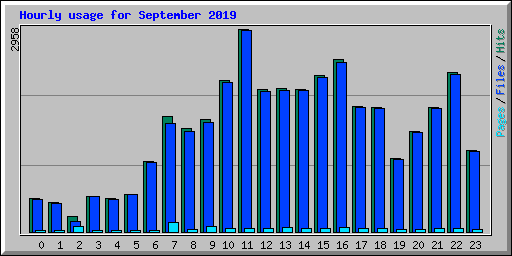 Hourly usage for September 2019
2958
Pages / Files / Hits
0 1 2 3 4 5 6 7 8 9 10 11 12 13 14 15 16 17 18 19 20 21 22 23